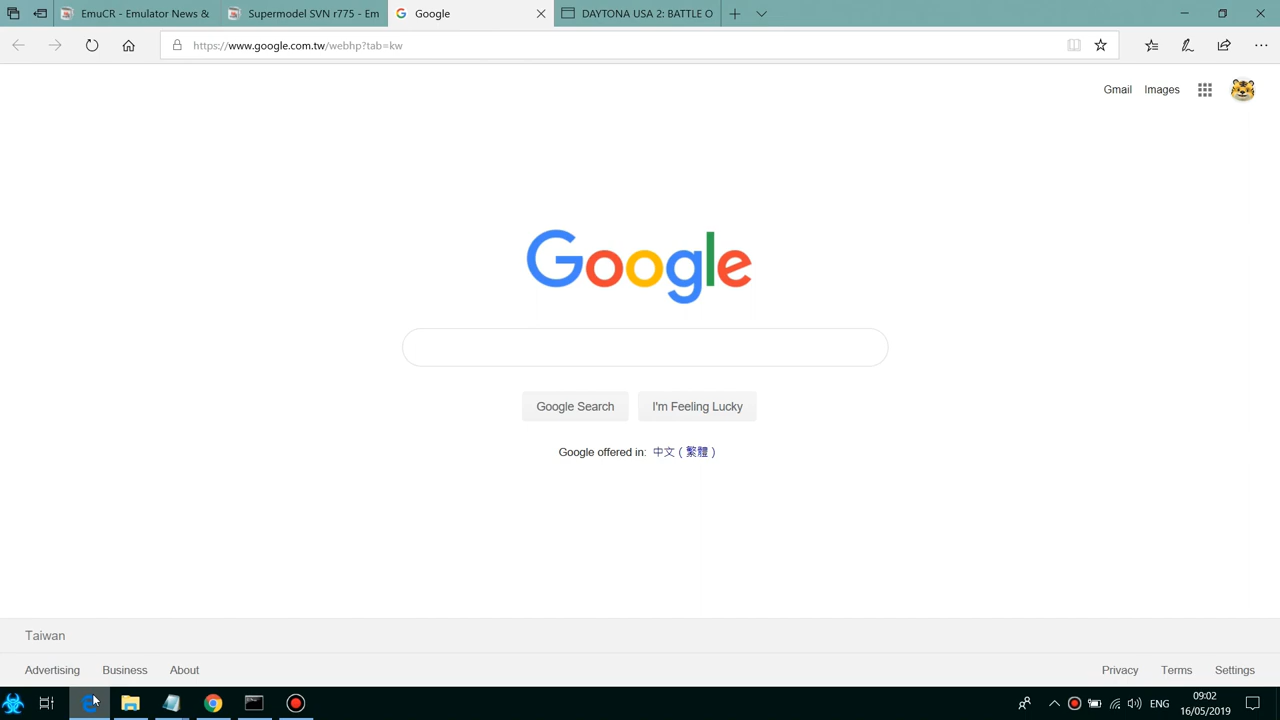 EmuCR - Emulator News &
Supermodel SVN r775 - Em
Google
DAYTONA USA 2: BATTLE O
https://www.google.com.tw/webhp?tab=kw
Gmail
Images
Google
Google Search
I'm Feeling Lucky
Google offered in: 中文 ( 繁體 )
Taiwan
Advertising
Business
About
Privacy
Terms
Settings
ENG
09:02
16/05/2019